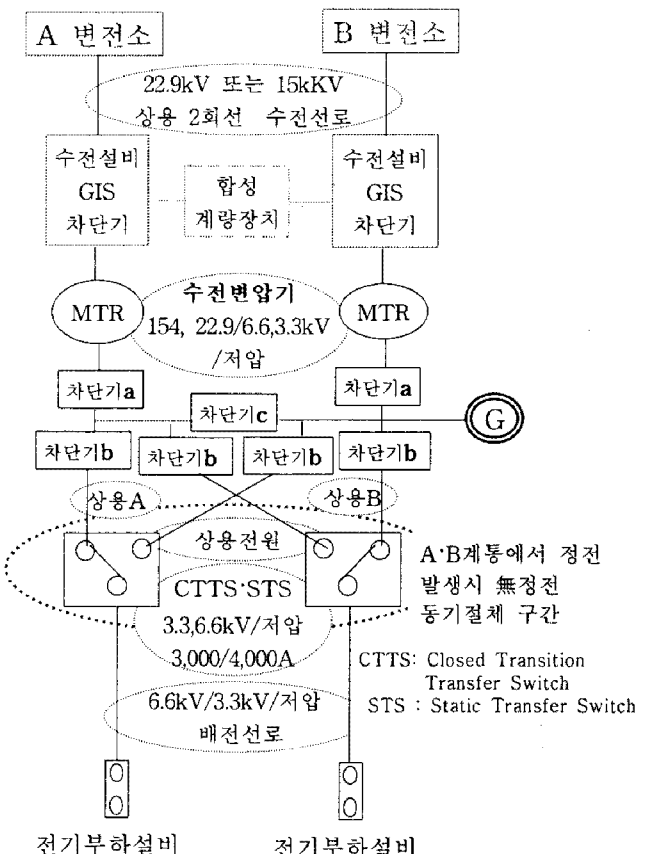 A 변전소
B 변전소
22.9kV 또는 15kKV
상용 2회선 수전선로
수전설비
GIS
차단기
합성
계량장치
수전설비
GIS
차단기
MTR
수전변압기
154, 22.9/6.6,3.3kV
/저압
MTR
차단기a
차단기a
차단기c
G
차단기b
차단기b
차단기b
차단기b
상용A
상용B
상용전원
CTTS·STS
3.3,6.6kV/저압
3,000/4,000A
A·B계통에서 정전
발생시 無정전
동기절체 구간
CTTS: Closed Transition
Transfer Switch
STS : Static Transfer Switch
6.6kV/3.3kV/저압
배전선로
전기부하설비
전기부하설비